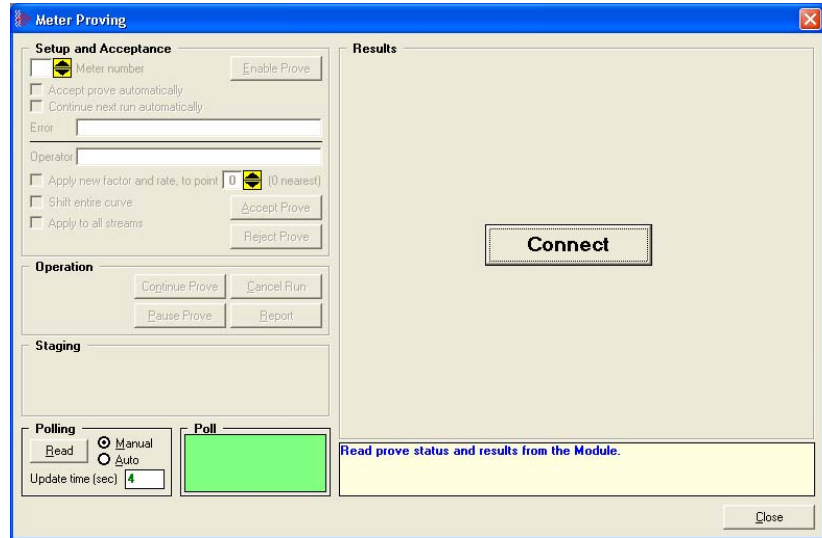 Meter Proving
Setup and Acceptance
Meter number
Enable Prove
Accept prove automatically
Continue next run automatically
Error
Operator
Apply new factor and rate, to point 0 (0 nearest)
Shift entire curve
Accept Prove
Apply to all streams
Reject Prove
Operation
Continue Prove
Cancel Run
Pause Prove
Report
Staging
Polling
Read
Manual
Auto
Update time (sec) 4
Poll
Results
Connect
Read prove status and results from the Module.
Close